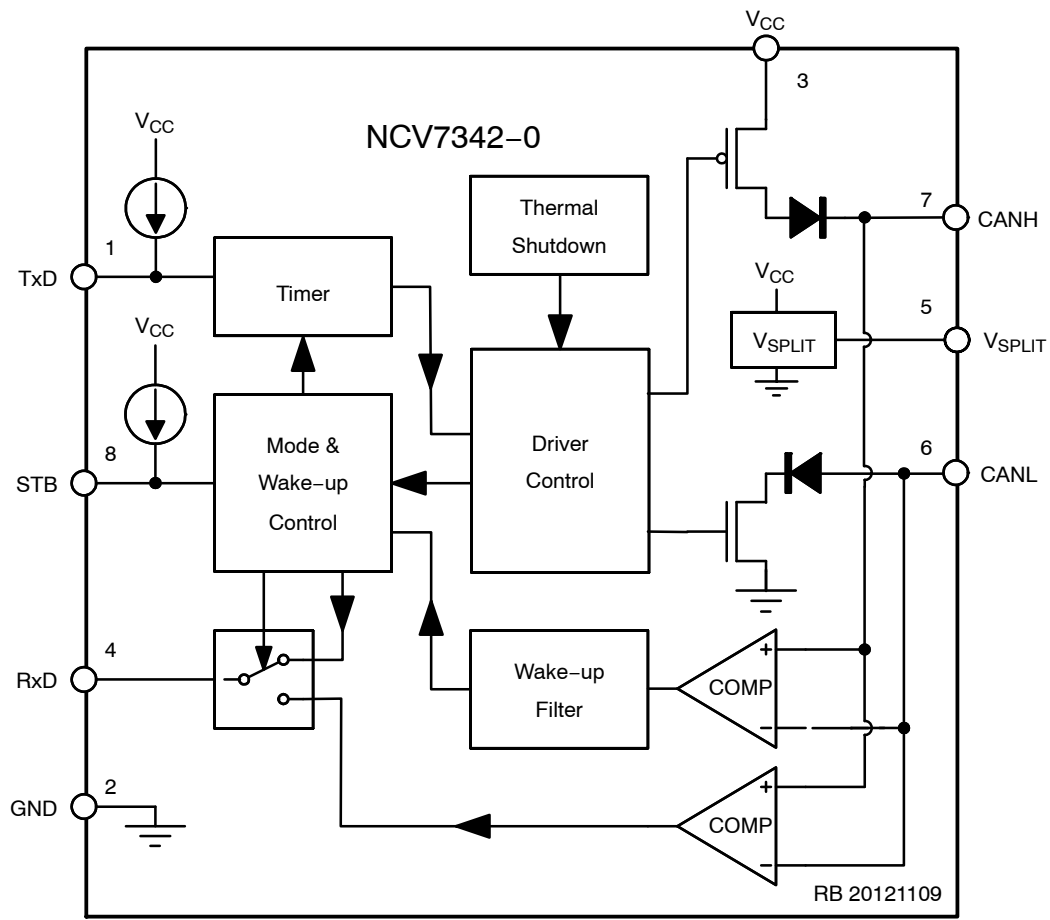 VCC
3
NCV7342−0
VCC
Thermal
Shutdown
7
CANH
1
TxD
Timer
VCC
5
VSPLIT
VSPLIT
VCC
8
STB
Mode &
Wake−up
Control
Driver
Control
6
CANL
4
RxD
Wake−up
Filter
COMP
+
−
2
GND
COMP
+
−
RB 20121109